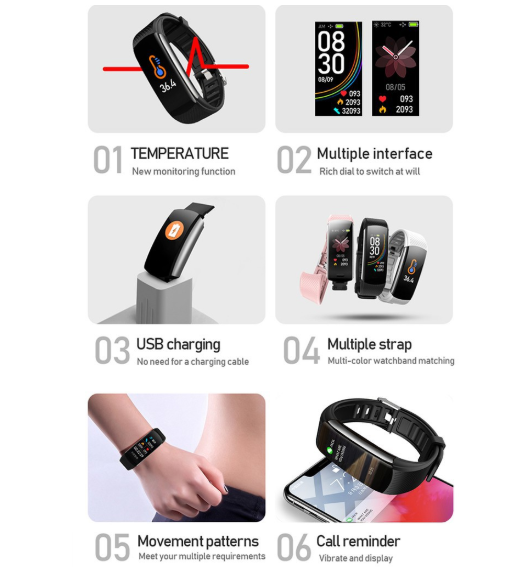 36.4
AM
08
30
08/09
093
2093
32093
32°C
08/05
093
2093
01 TEMPERATURE
New monitoring function
02 Multiple interface
Rich dial to switch at will
08
30
36.4
03 USB charging
No need for a charging cable
04 Multiple strap
Multi-color watchband matching
05 Movement patterns
Meet your multiple requirements
06 Call reminder
Vibrate and display